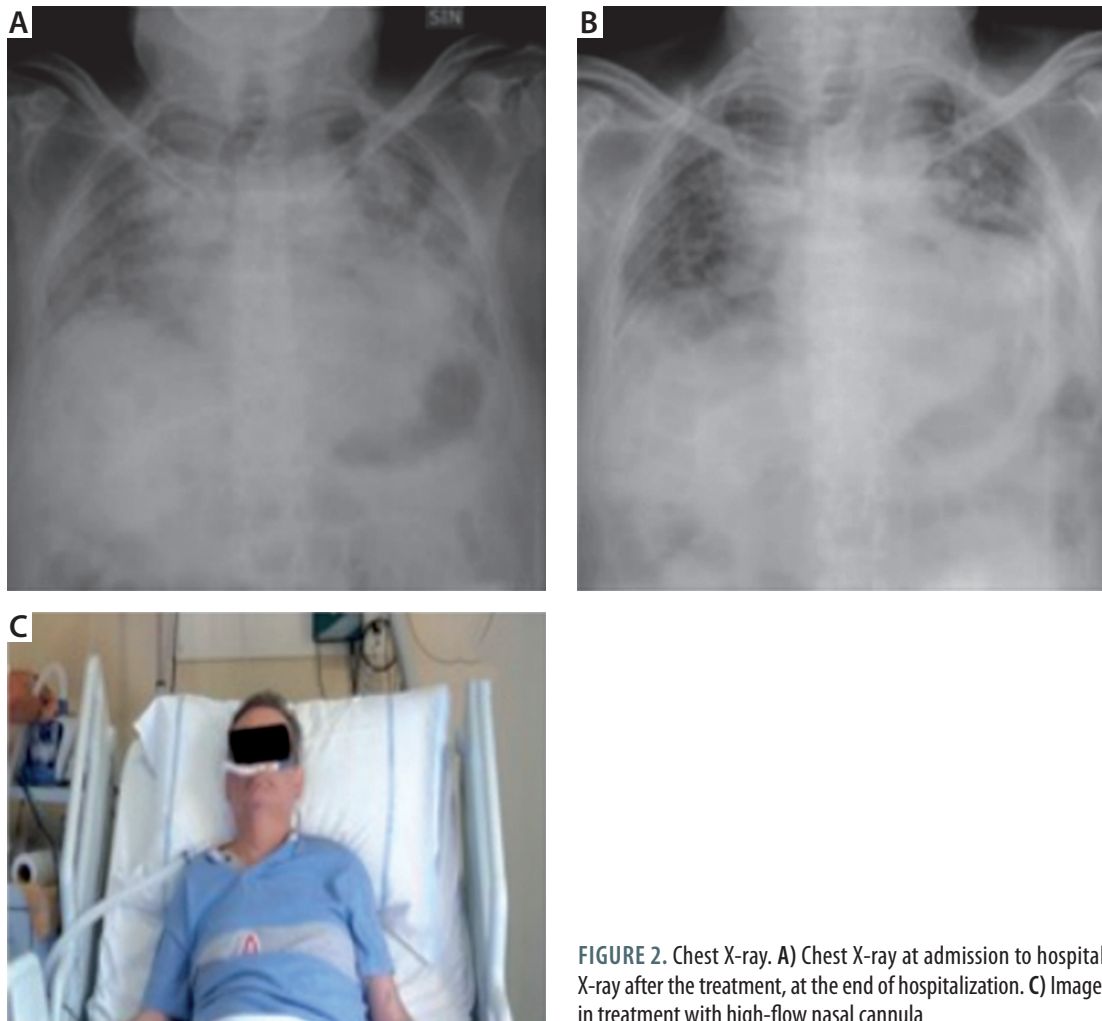 A
SIN
B
C
FIGURE 2. Chest X-ray. A) Chest X-ray at admission to hospital
X-ray after the treatment, at the end of hospitalization. C) Image
in treatment with high-flow nasal cannula